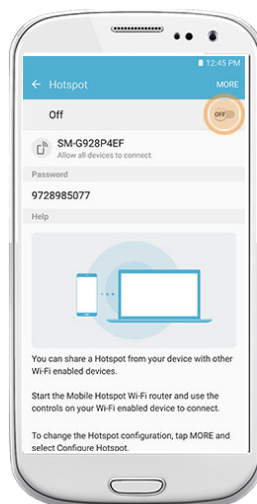 12:45 PM
Hotspot MORE
Off OFF
SM-G928P4EF
Allow all devices to connect.
Password
9728985077
Help
You can share a Hotspot from your device with other
Wi-Fi enabled devices.
Start the Mobile Hotspot Wi-Fi router and use the
controls on your Wi-Fi enabled device to connect.
To change the Hotspot configuration, tap MORE and
select Configure Hotspot.